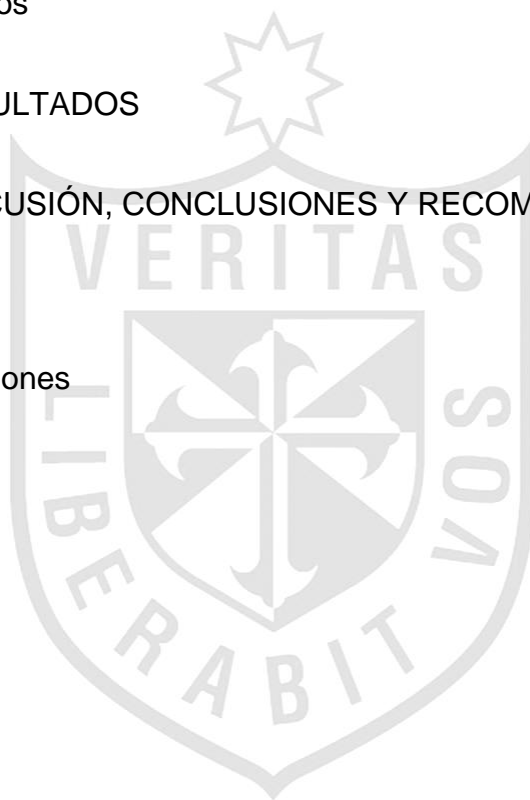 os
ULTADOS
CUSIÓN, CONCLUSIONES Y RECOM
VERITAS
ones
LIBERABIT VOS